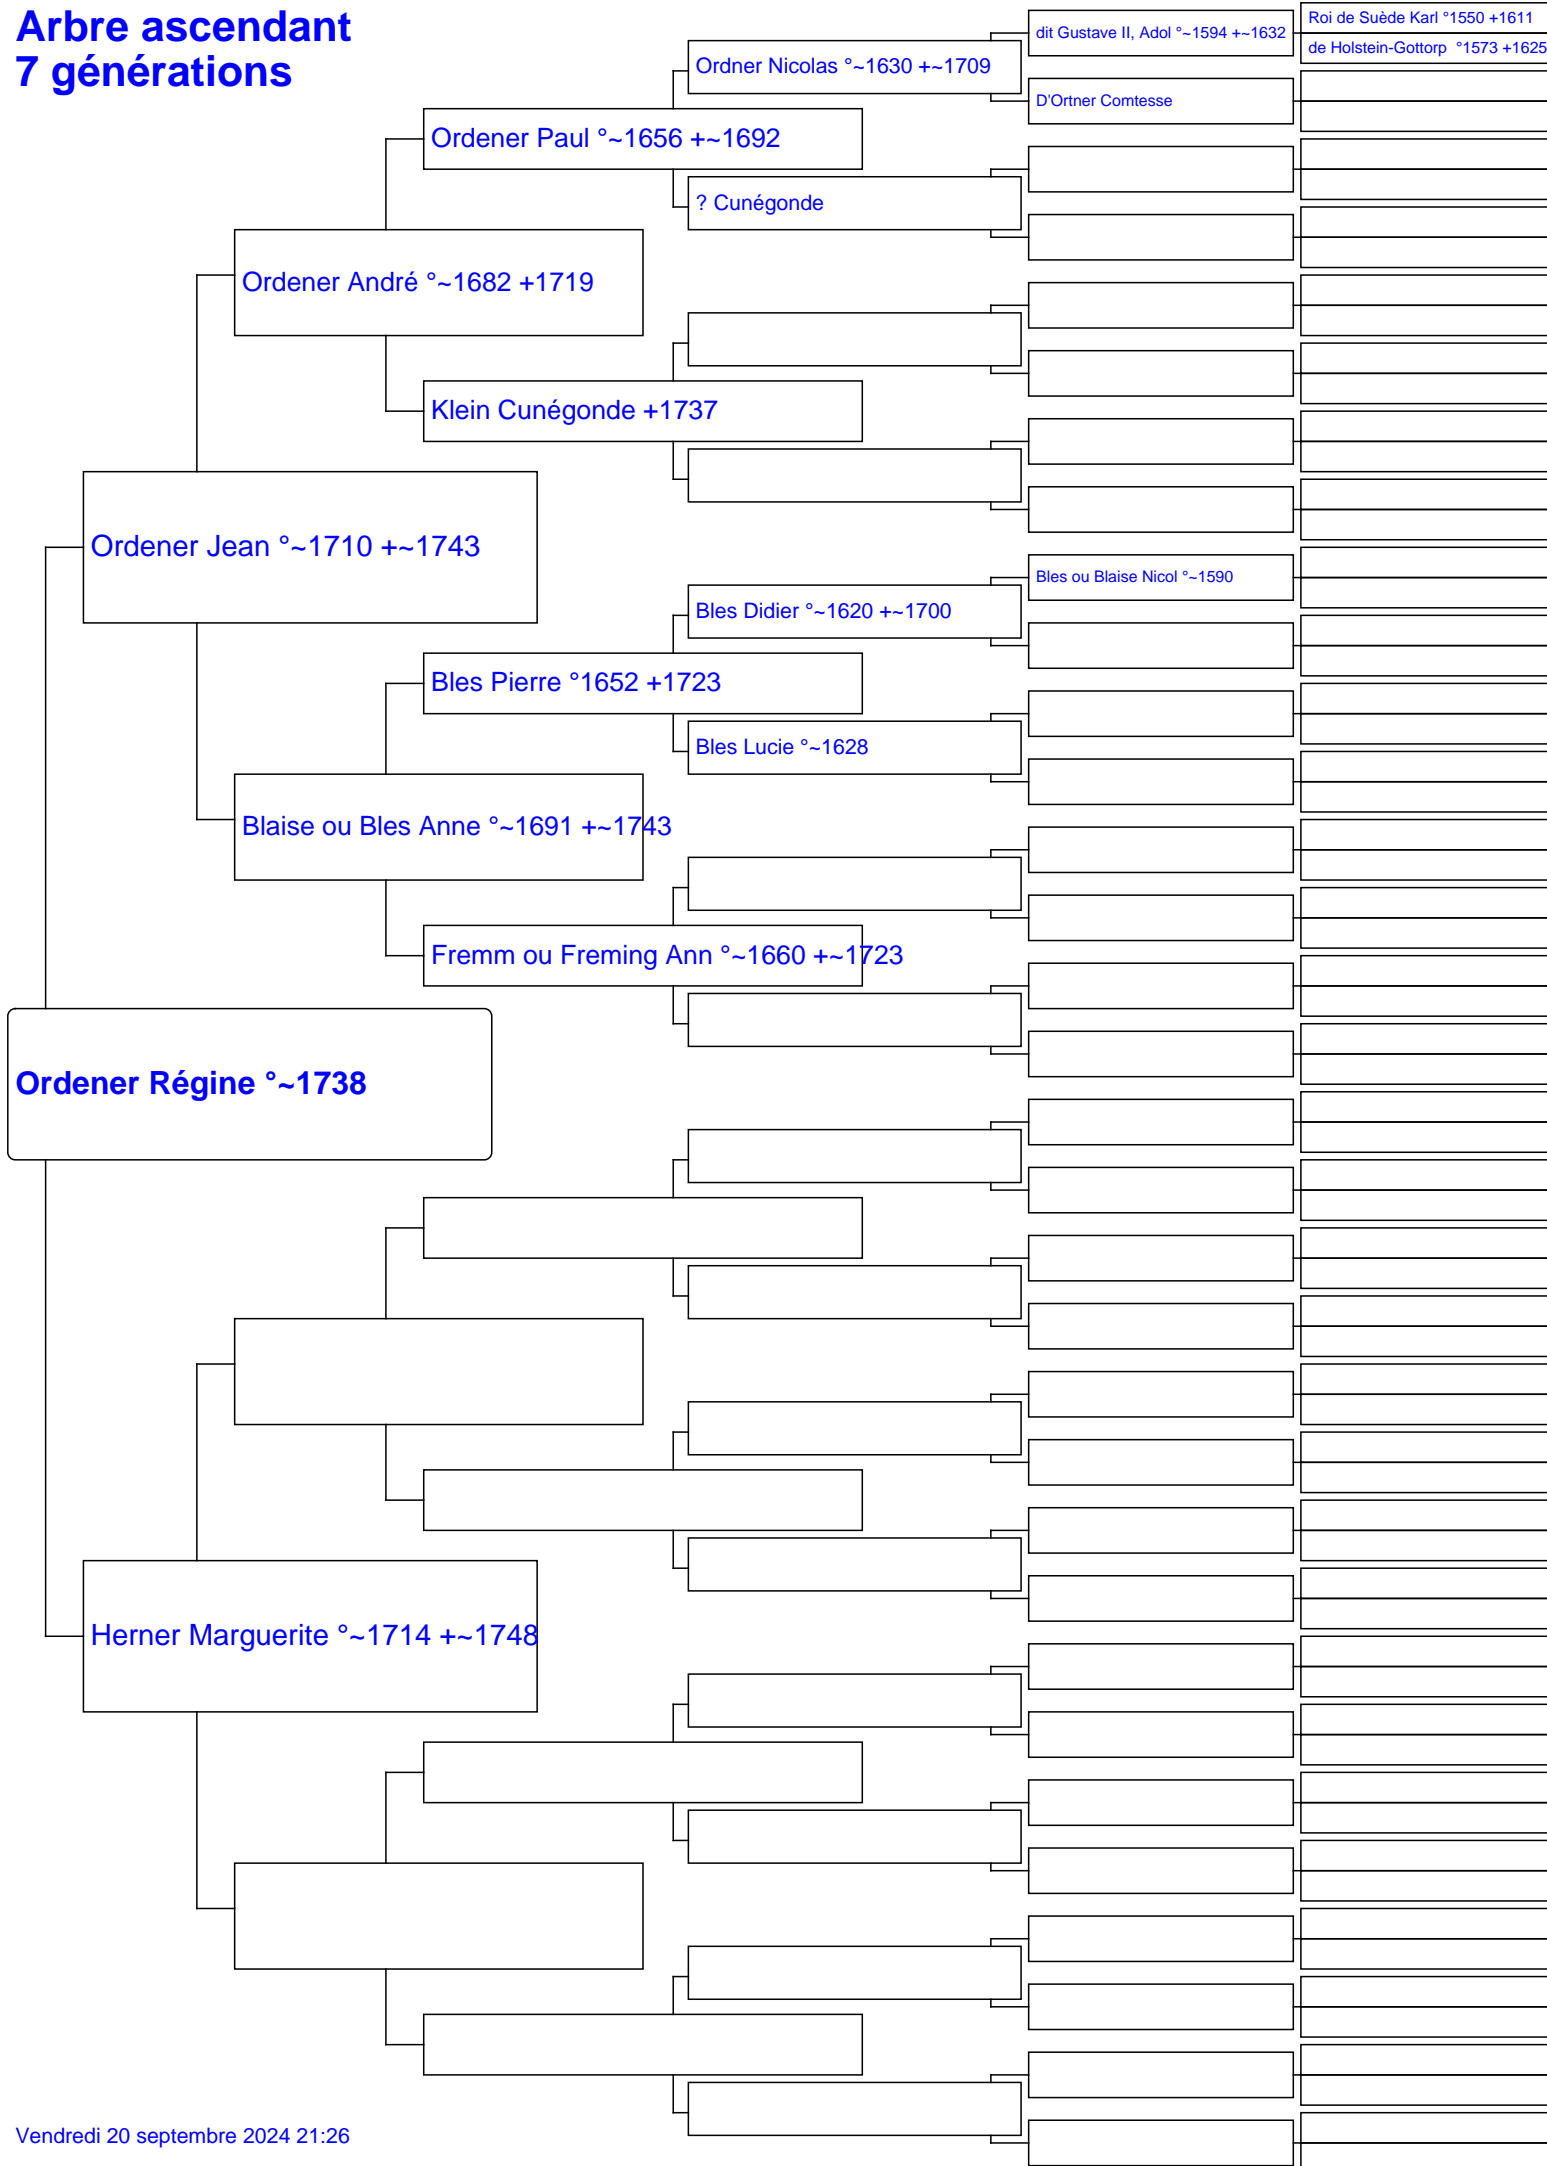 Arbre ascendant
7 générations
dit Gustave II, Adol °~1594 +~1632
Roi de Suède Karl °1550 +1611
de Holstein-Gottorp °1573 +1625
Ordner Nicolas °~1630 +~1709
D'Ortner Comtesse
Ordener Paul °~1656 +~1692
? Cunégonde
Ordener André °~1682 +1719
Klein Cunégonde +1737
Ordener Jean °~1710 +~1743
Bles ou Blaise Nicol °~1590
Bles Didier °~1620 +~1700
Bles Pierre °1652 +1723
Bles Lucie °~1628
Blaise ou Bles Anne °~1691 +~1743
Fremm ou Freming Ann °~1660 +~1723
Ordener Régine °~1738
Herner Marguerite °~1714 +~1748
Vendredi 20 septembre 2024 21:26